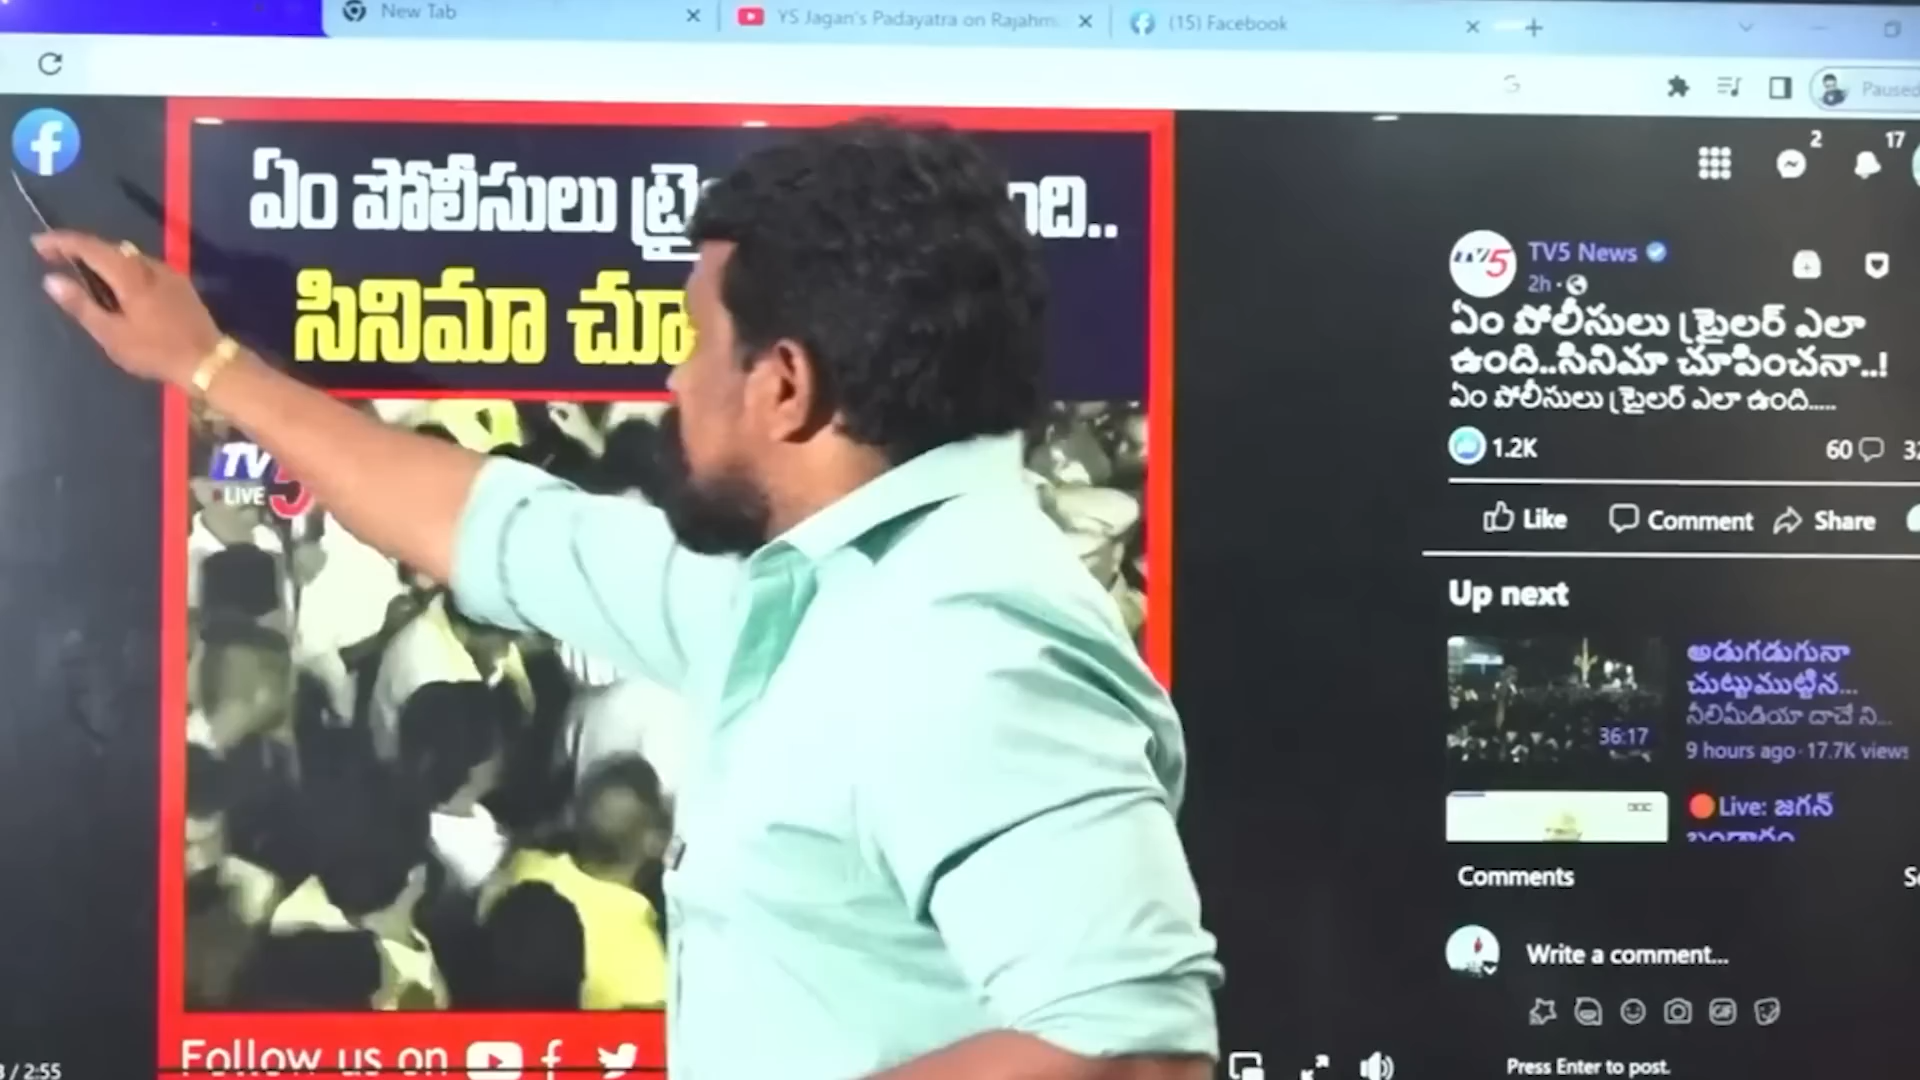 New Tab
YS Jagan's Padayatra on Rajahm
(15) Facebook
Paused
2
17
ఏం పోలీసులు
సినిమా
TV5
LIVE
TV5 News
2h
ఏం పోలీసులు ట్రైలర్ ఎలా
ఉంది..సినిమా చూపించనా..!
ఏం పోలీసులు ట్రైలర్ ఎలా ఉంది.....
1.2K
60
Like
Comment
Share
Up next
అడుగడుగునా
చుట్టుముట్టిన...
నీలిమీడియా దాచే ని...
36:17
9 hours ago · 17.7K views
Live: జగన్
Comments
Write a comment...
GIF
Press Enter to post.
Follow us on
/ 2:55